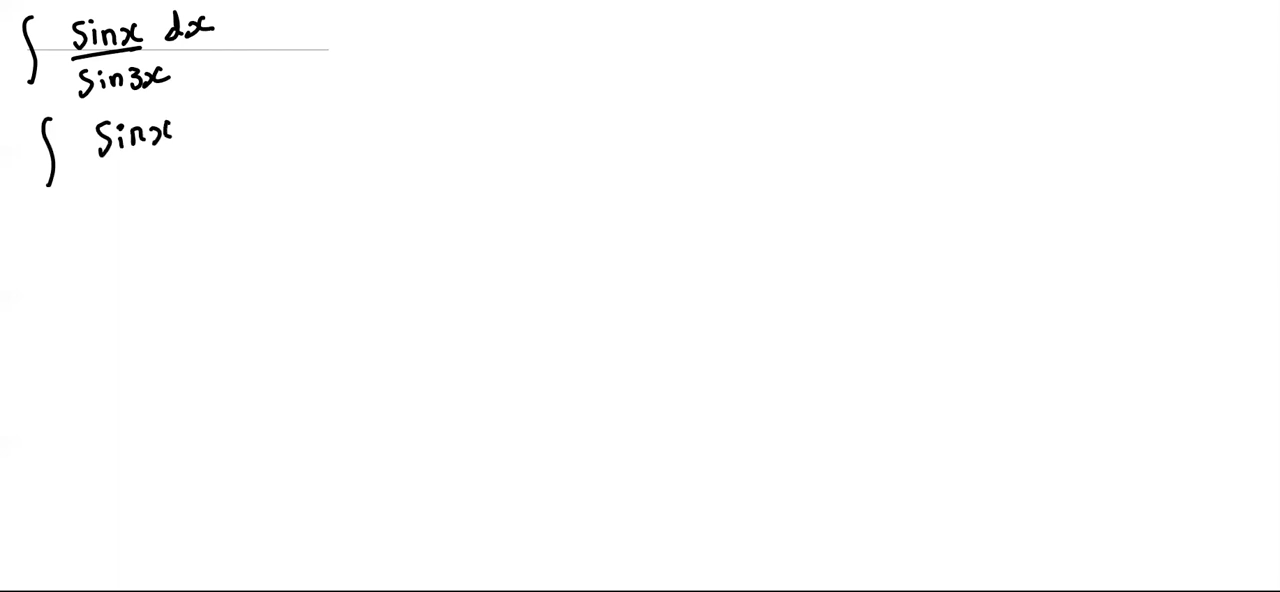 ∫ sinx/sin3x dx
∫ sinx